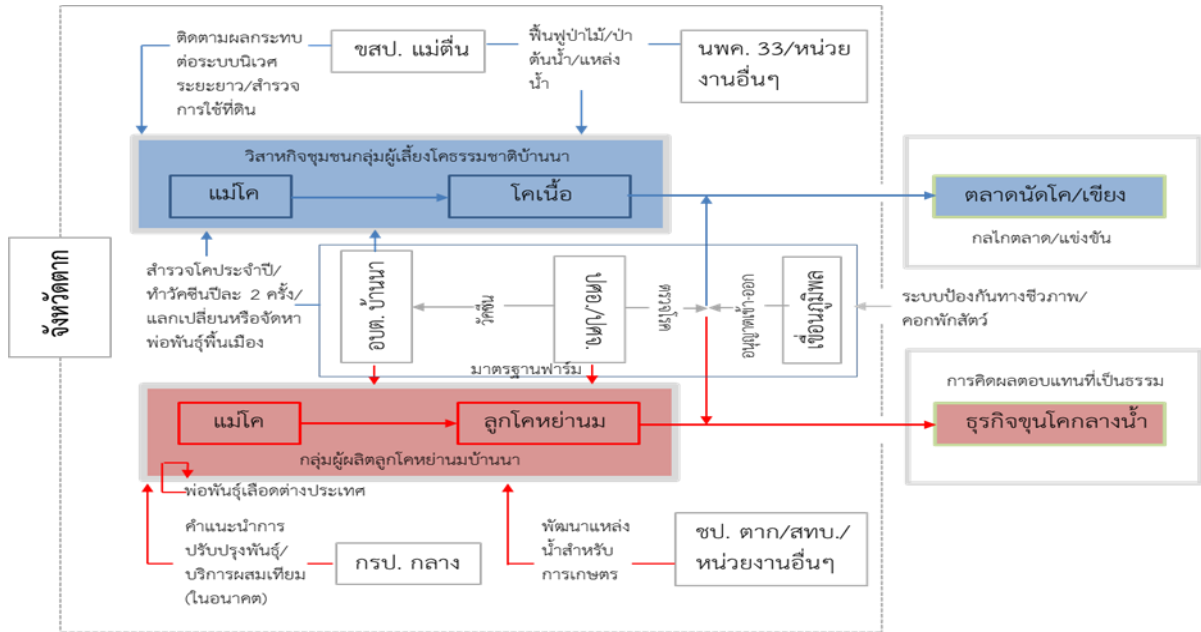 ติดตามผลกระทบ
ต่อระบบนิเวศ
ระยะยาว/สำรวจ
การใช้ที่ดิน
ขสป. แม่ตื่น
ฟื้นฟูป่าไม้/ป่า
ต้นน้ำ/แหล่ง
น้ำ
นพค. 33/หน่วย
งานอื่นๆ
วิสาหกิจชุมชนกลุ่มผู้เลี้ยงโคธรรมชาติบ้านนา
แม่โค
โคเนื้อ
ตลาดนัดโค/เขียง
กลไกตลาด/แข่งขัน
จังหวัดตาก
สำรวจโคประจำปี/
ทำวัคซีนปีละ 2 ครั้ง/
แลกเปลี่ยนหรือจัดหา
พ่อพันธุ์พื้นเมือง
อบต. บ้านนา
วัคซีน
ปศอ./ปศจ.
ตรวจโรค
อนุญาตเข้า-ออก
เขื่อนภูมิพล
ระบบป้องกันทางชีวภาพ/
คอกพักสัตว์
มาตรฐานฟาร์ม
แม่โค
ลูกโคหย่านม
กลุ่มผู้ผลิตลูกโคหย่านมบ้านนา
การคิดผลตอบแทนที่เป็นธรรม
ธุรกิจขุนโคกลางน้ำ
พ่อพันธุ์เลือดต่างประเทศ
คำแนะนำการ
ปรับปรุงพันธุ์/
บริการผสมเทียม
(ในอนาคต)
กรป. กลาง
พัฒนาแหล่ง
น้ำสำหรับ
การเกษตร
ชป. ตาก/สทบ./
หน่วยงานอื่นๆ